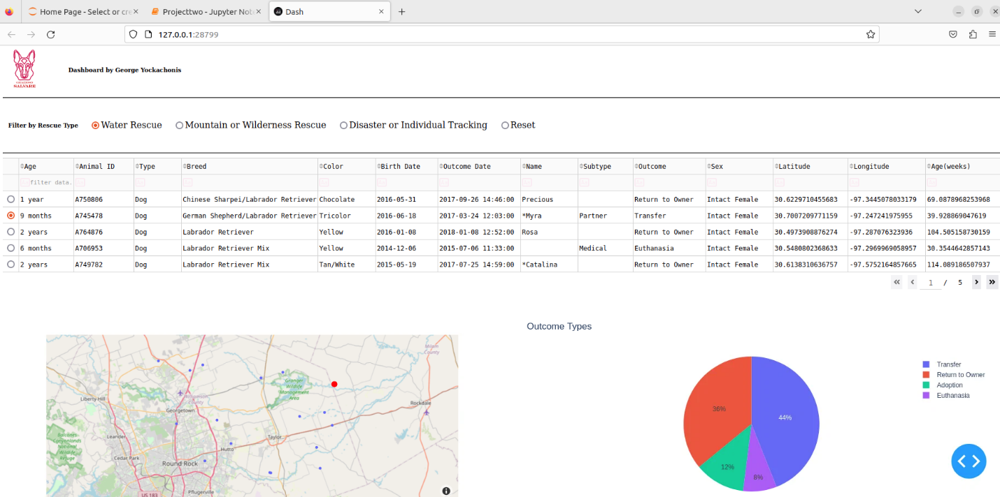 Home Page - Select or cre
Projecttwo - Jupyter Note
Dash
127.0.0.1:28799
GRAZIOSO
SALVARE
Dashboard by George Yockachonis
Filter by Rescue Type
Water Rescue
Mountain or Wilderness Rescue
Disaster or Individual Tracking
Reset
Age Animal ID Type Breed Color Birth Date Outcome Date Name Subtype Outcome Sex Latitude Longitude Age(weeks)
filter data.
1 year A750806 Dog Chinese Sharpei/Labrador Retriever Chocolate 2016-05-31 2017-09-26 14:46:00 Precious Return to Owner Intact Female 30.6229710455683 -97.3445078033179 69.0878968253968
9 months A745478 Dog German Shepherd/Labrador Retriever Tricolor 2016-06-18 2017-03-24 12:03:00 *Myra Partner Transfer Intact Female 30.7007209771159 -97.247241975955 39.928869047619
2 years A764876 Dog Labrador Retriever Yellow 2016-01-08 2018-01-08 12:52:00 Rosa Return to Owner Intact Female 30.4973908876274 -97.287076323936 104.505158730159
6 months A706953 Dog Labrador Retriever Mix Yellow 2014-12-06 2015-07-06 11:33:00 Medical Euthanasia Intact Female 30.5480802368633 -97.2969969058957 30.3544642857143
2 years A749782 Dog Labrador Retriever Mix Tan/White 2015-05-19 2017-07-25 14:59:00 *Catalina Return to Owner Intact Female 30.6138310636757 -97.5752164857665 114.089186507937
1 / 5
Outcome Types
Milam
County
Granger
Wildlife
Management
Area
Williamson
County
Liberty Hill
Georgetown
Rockdale
Balcones
Canyonlands
National
Wildlife
Refuge
Leander
Taylor
Hutto
Cedar Park
Round Rock
Pflugerville
US 183
36%
44%
12%
8%
Transfer
Return to Owner
Adoption
Euthanasia